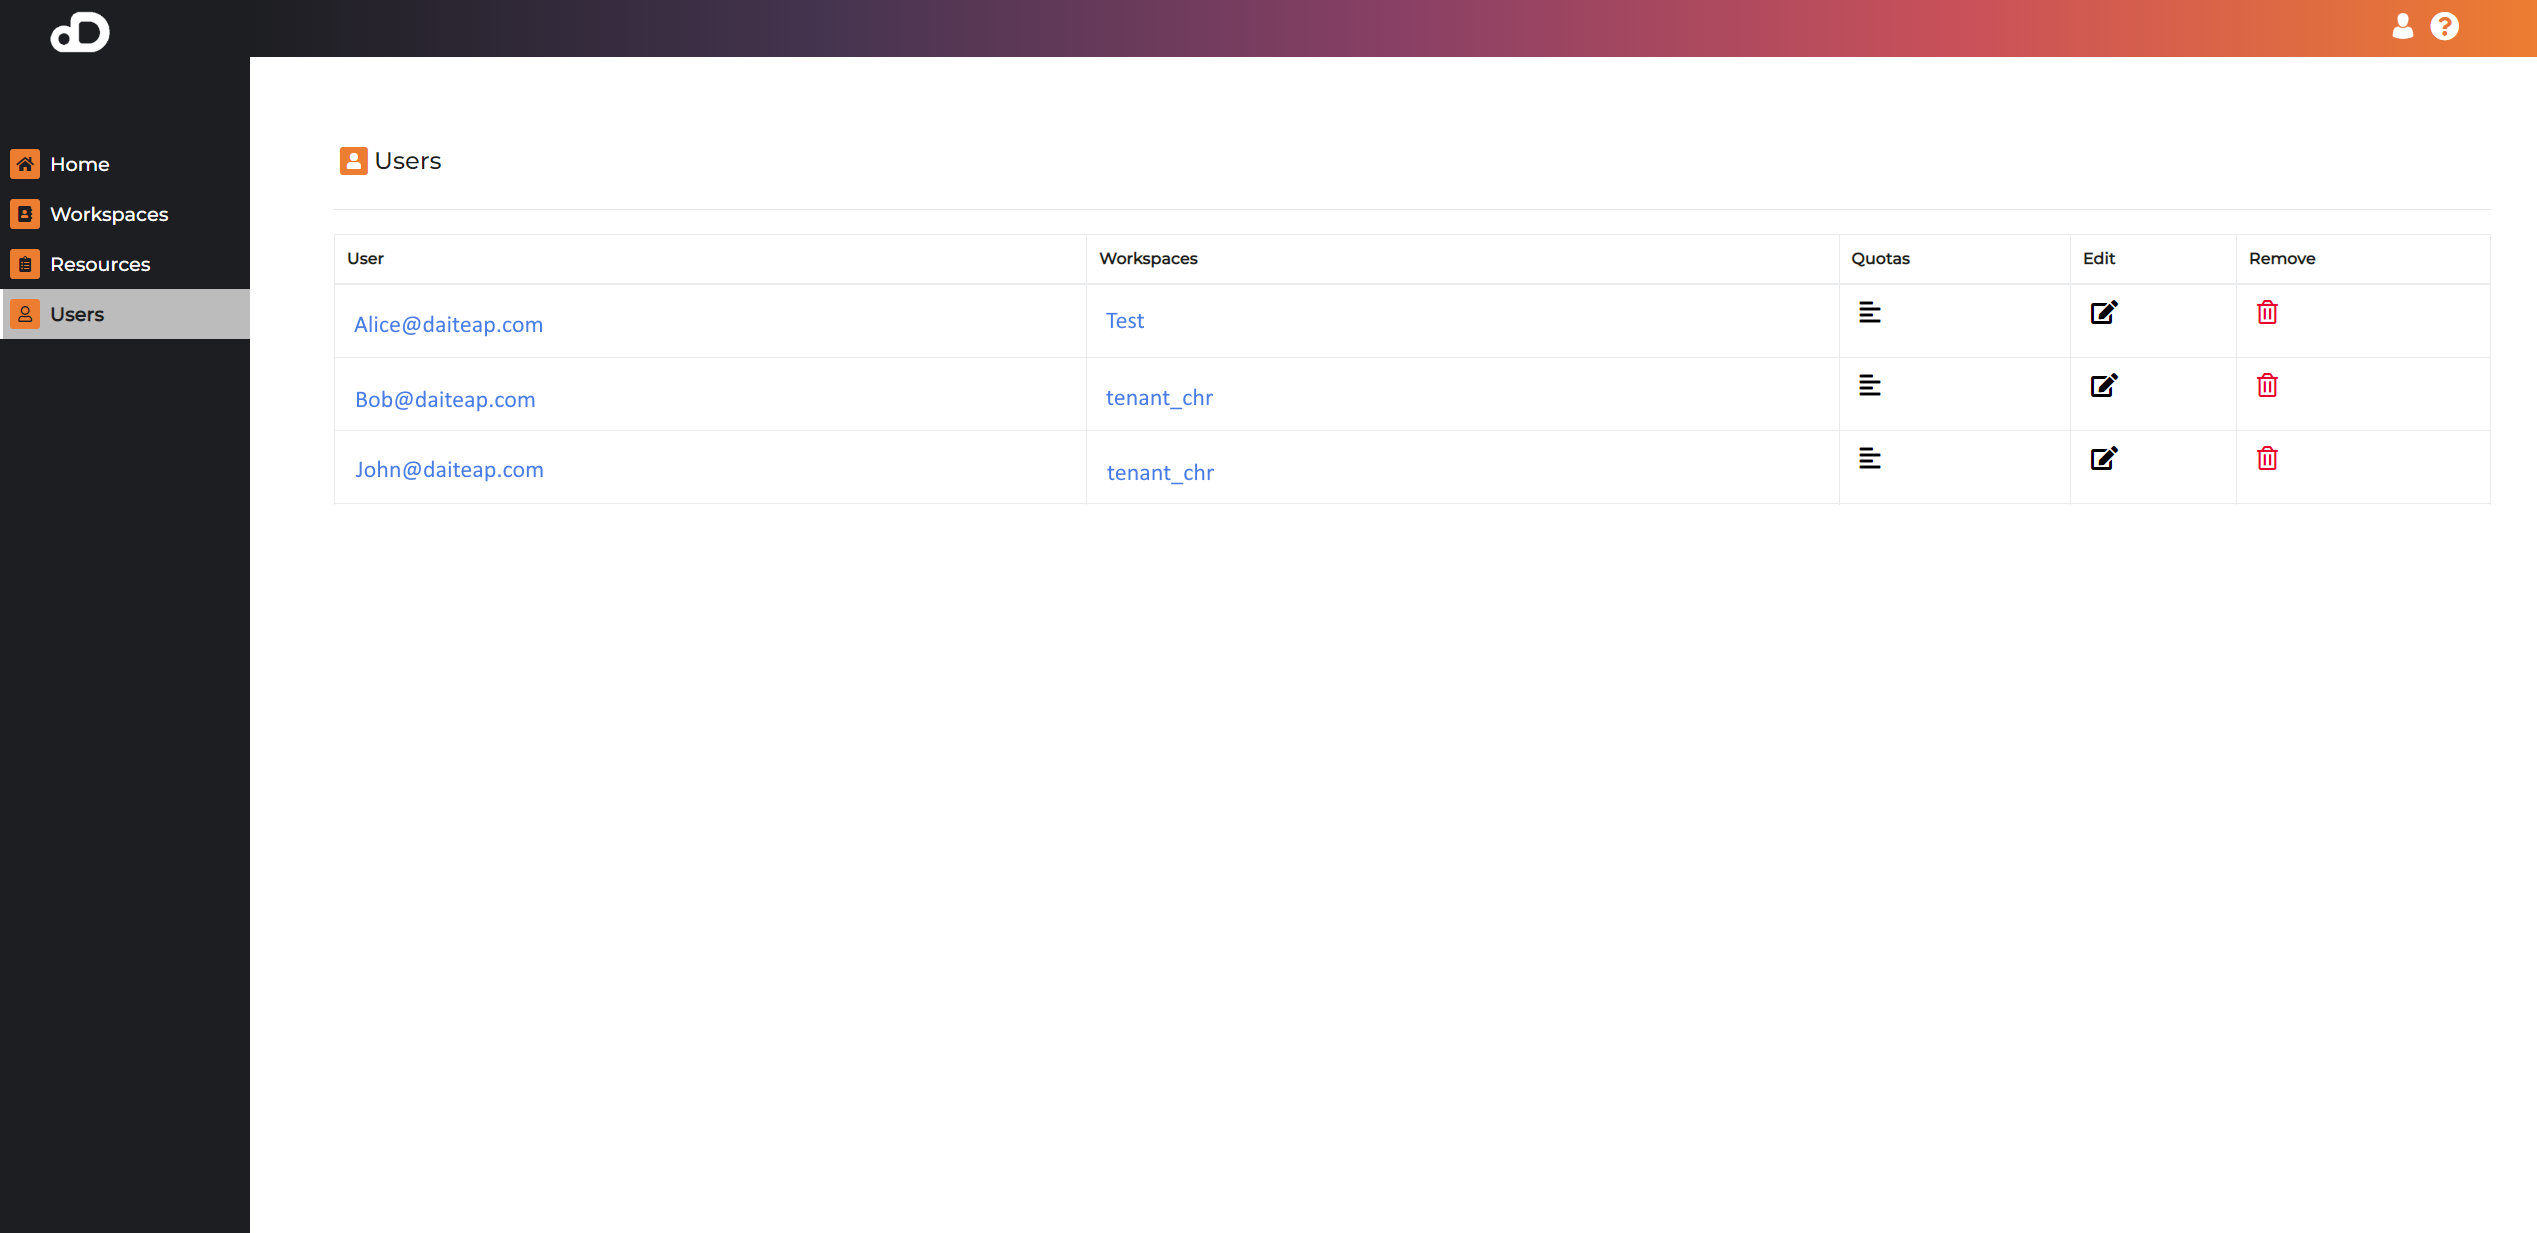 Home
Workspaces
Resources
Users
Users
User Workspaces Quotas Edit Remove
Alice@daiteap.com Test
Bob@daiteap.com tenant_chr
John@daiteap.com tenant_chr